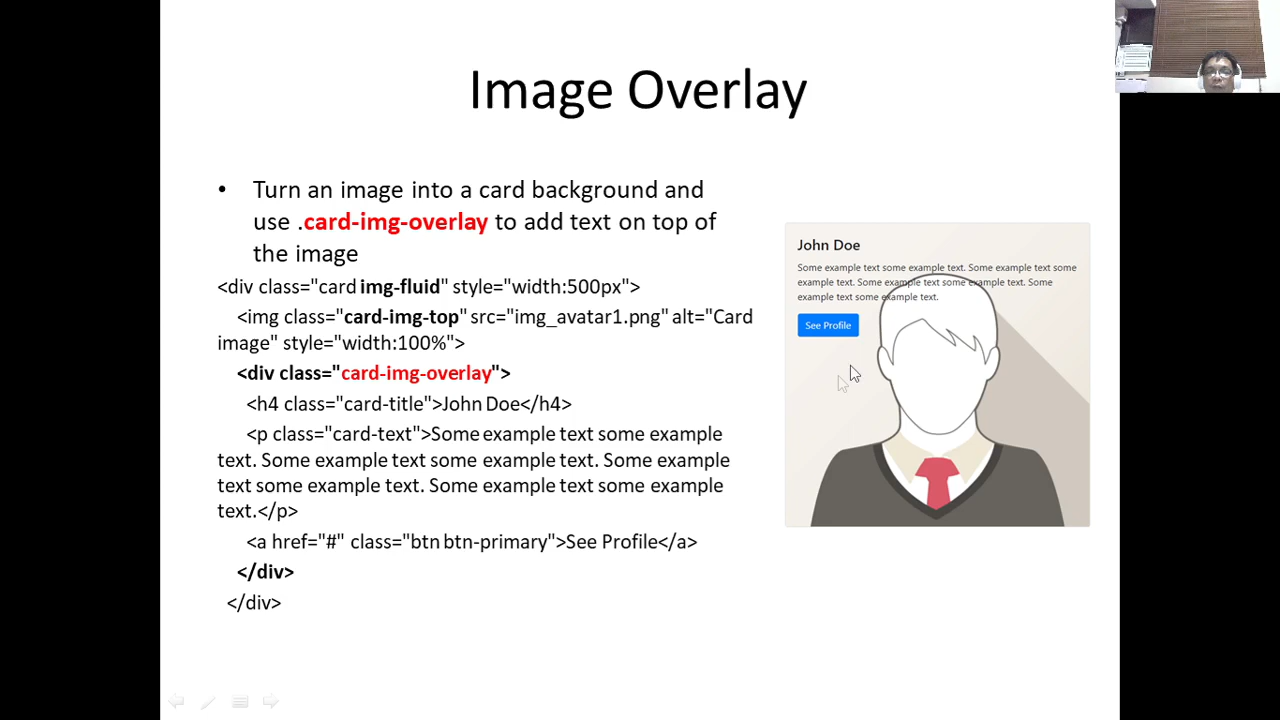 Image Overlay
• Turn an image into a card background and
use .card-img-overlay to add text on top of
the image
<div class="card img-fluid" style="width:500px">
<img class="card-img-top" src="img_avatar1.png" alt="Card
image" style="width:100%">
<div class="card-img-overlay">
<h4 class="card-title">John Doe</h4>
<p class="card-text">Some example text some example
text. Some example text some example text. Some example
text some example text. Some example text some example
text.</p>
<a href="#" class="btn btn-primary">See Profile</a>
</div>
</div>
John Doe
Some example text some example text. Some example text some
example text. Some example text some example text. Some
example text some example text.
See Profile